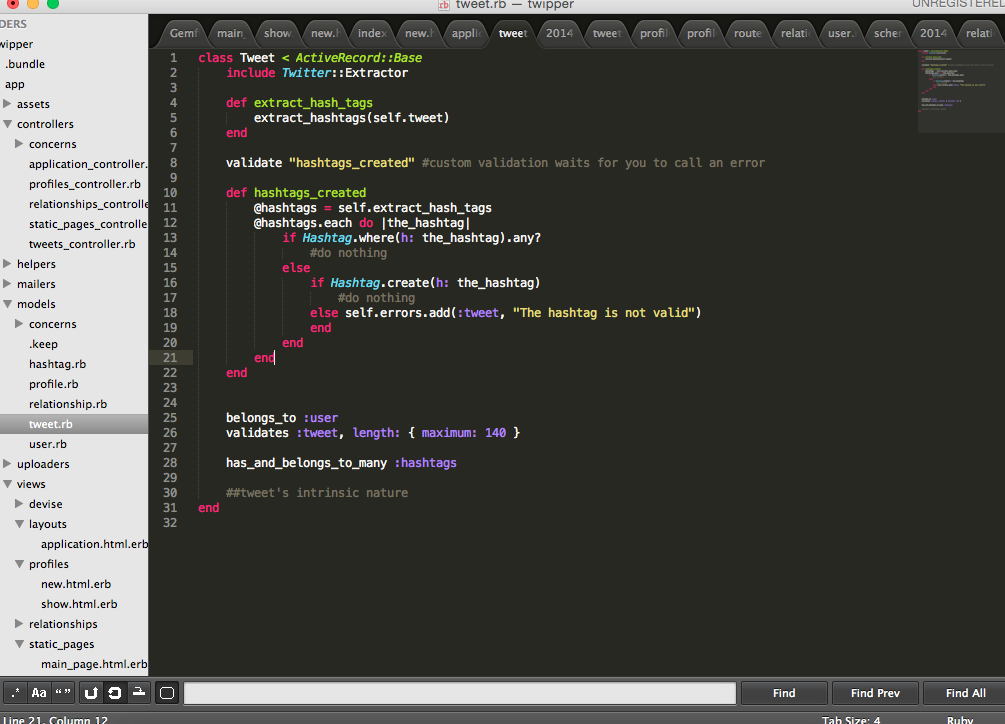 tweet.rb — twipper
UNREGISTERED
DERS
wipper
.bundle
app
assets
controllers
concerns
application_controller.
profiles_controller.rb
relationships_controlle
static_pages_controlle
tweets_controller.rb
helpers
mailers
models
concerns
.keep
hashtag.rb
profile.rb
relationship.rb
tweet.rb
user.rb
uploaders
views
devise
layouts
application.html.erb
profiles
new.html.erb
show.html.erb
relationships
static_pages
main_page.html.erb
Gemf main_ show new.h index new.h applic tweet 2014 tweet profil profil route relati user. scher 2014 relati
1 class Tweet < ActiveRecord::Base
2 include Twitter::Extractor
3
4 def extract_hash_tags
5 extract_hashtags(self.tweet)
6 end
7
8 validate "hashtags_created" #custom validation waits for you to call an error
9
10 def hashtags_created
11 @hashtags = self.extract_hash_tags
12 @hashtags.each do |the_hashtag|
13 if Hashtag.where(h: the_hashtag).any?
14 #do nothing
15 else
16 if Hashtag.create(h: the_hashtag)
17 #do nothing
18 else self.errors.add(:tweet, "The hashtag is not valid")
19 end
20 end
21 end
22 end
23
24
25 belongs_to :user
26 validates :tweet, length: { maximum: 140 }
27
28 has_and_belongs_to_many :hashtags
29
30 ##tweet's intrinsic nature
31 end
32
.* Aa “” Find Find Prev Find All
Line 21, Column 12 Tab Size: 4 Ruby